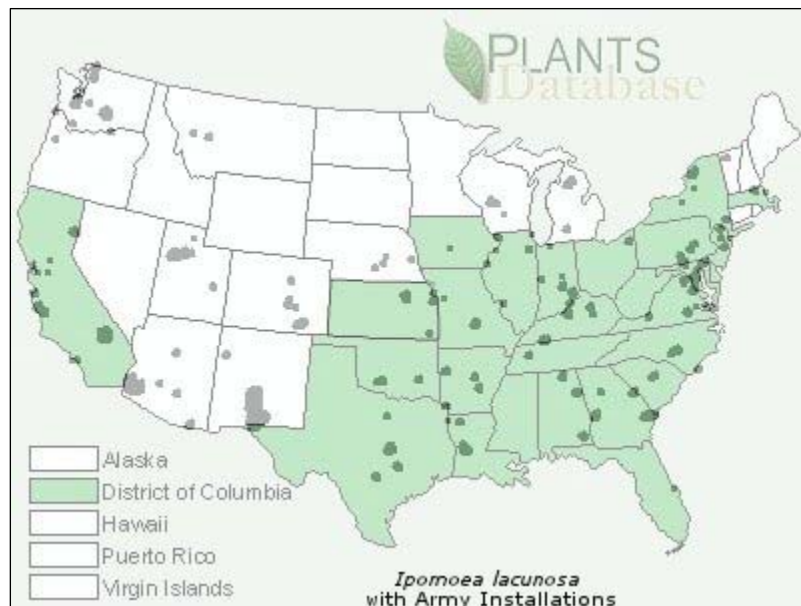 PLANTS
Database
Alaska
District of Columbia
Hawaii
Puerto Rico
Virgin Islands
Ipomoea lacunosa
with Army Installations